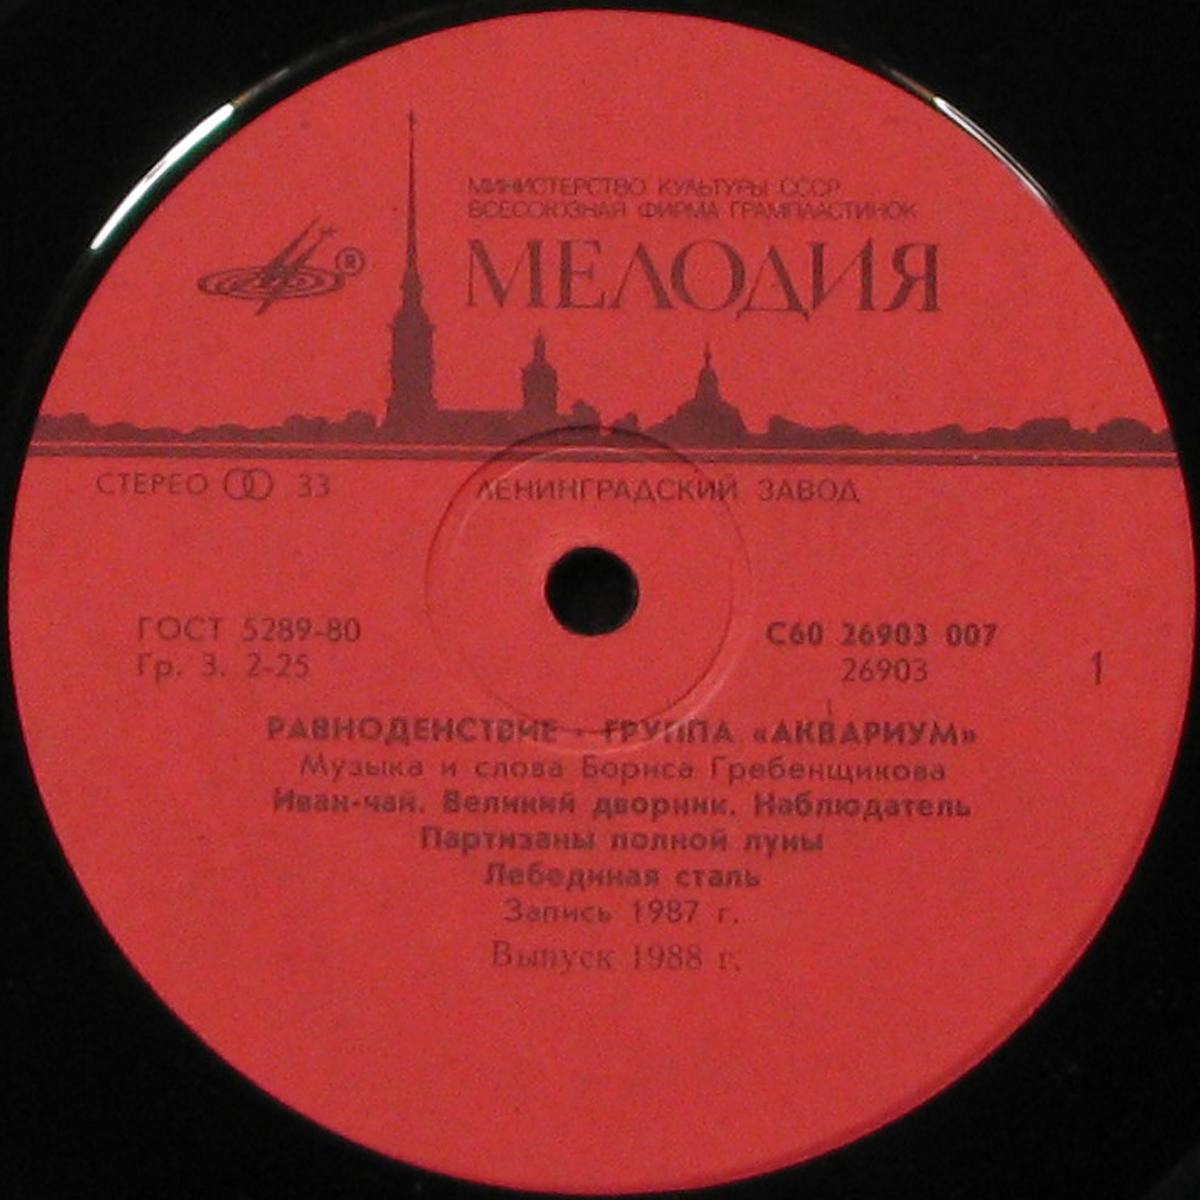 МИНИСТЕРСТВО КУЛЬТУРЫ СССР
ВСЕСОЮЗНАЯ ФИРМА ГРАМПЛАСТИНОК
МЕЛОДИЯ
®
СТЕРЕО 33
ЛЕНИНГРАДСКИЙ ЗАВОД
ГОСТ 5289-80
Гр. 3. 2-25
С60 26903 007
26903
1
РАВНОДЕНСТВИЕ · ГРУППА «АКВАРИУМ»
Музыка и слова Бориса Гребенщикова
Иван-чай. Великий дворник. Наблюдатель
Партизаны полной луны
Лебединая сталь
Запись 1987 г.
Выпуск 1988 г.